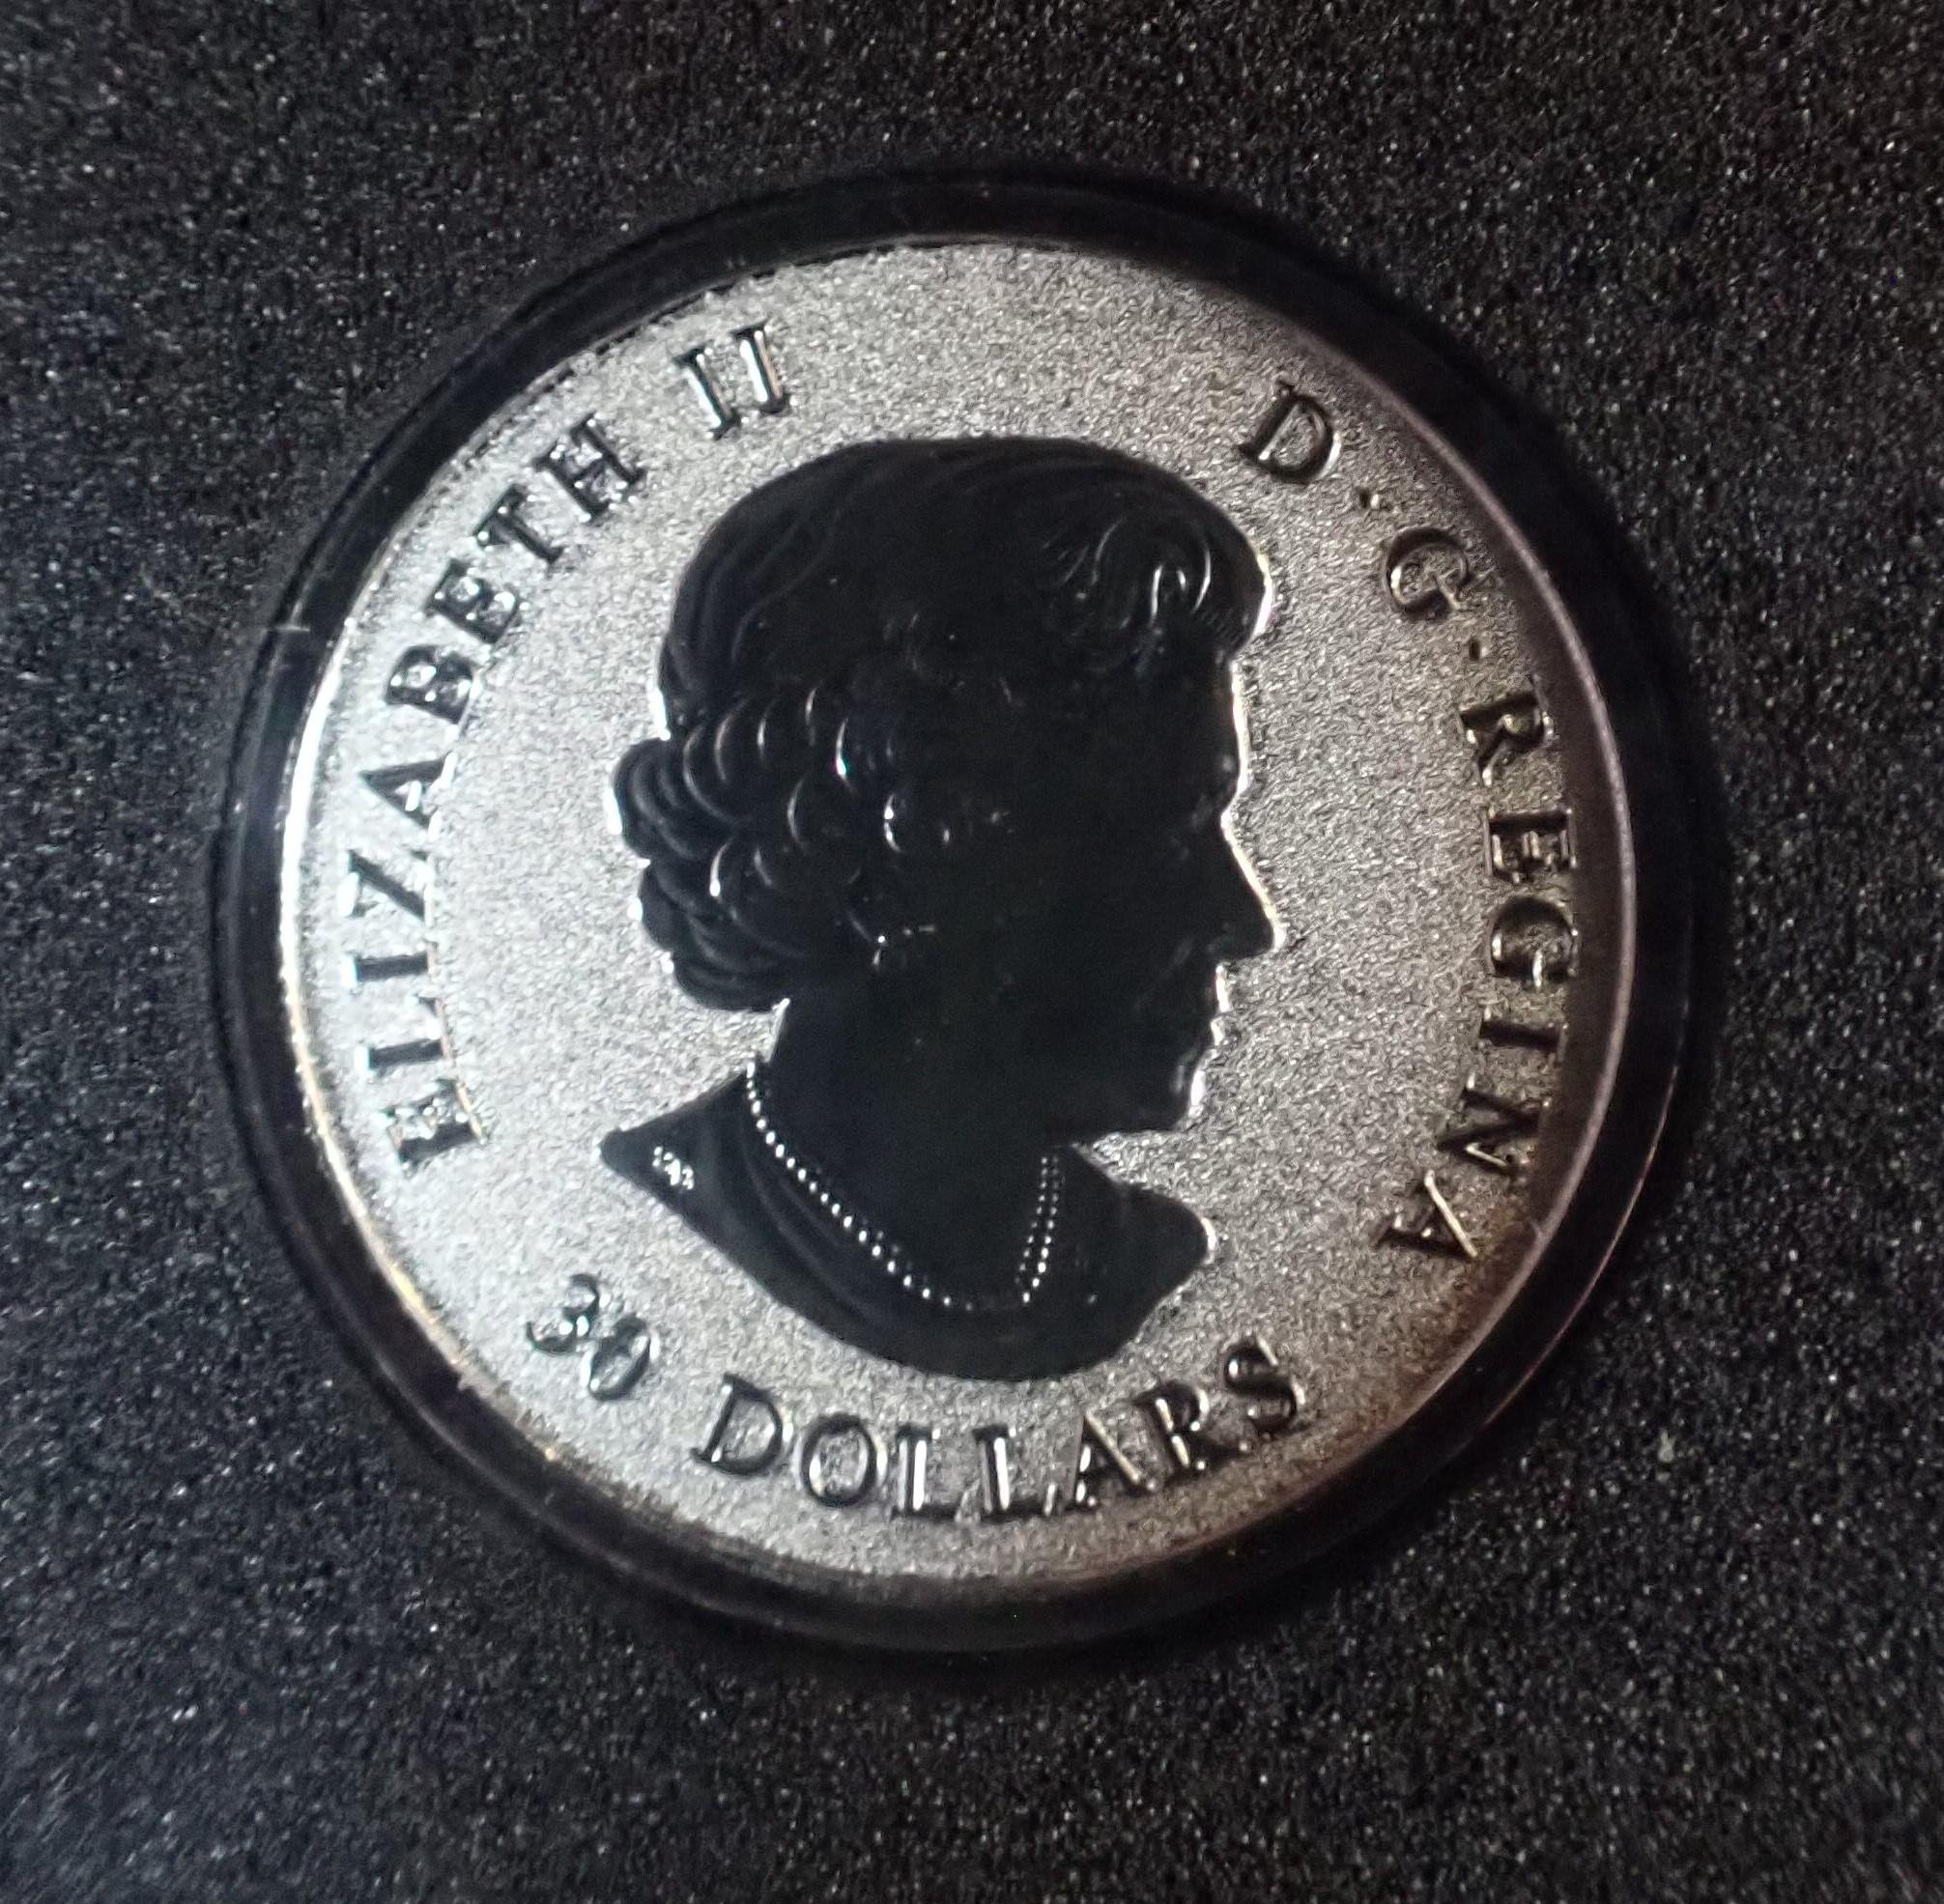 ELIZABETH II
D·G·REGINA
30 DOLLARS